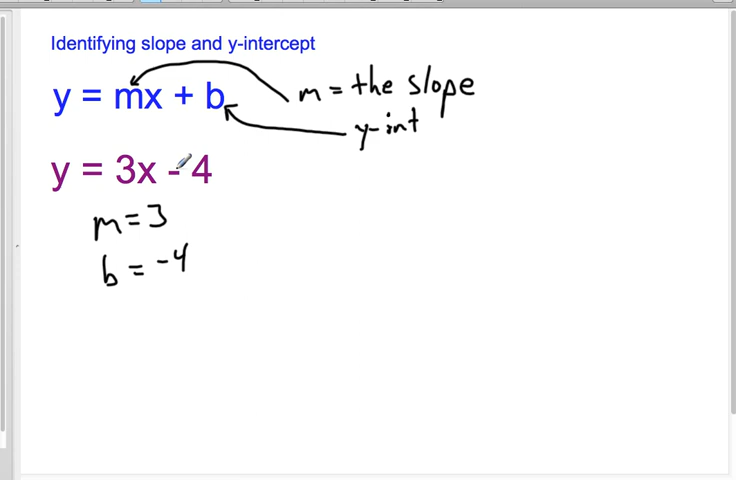 Identifying slope and y-intercept
y = mx + b
m = the slope
y-int
y = 3x - 4
m = 3
b = -4